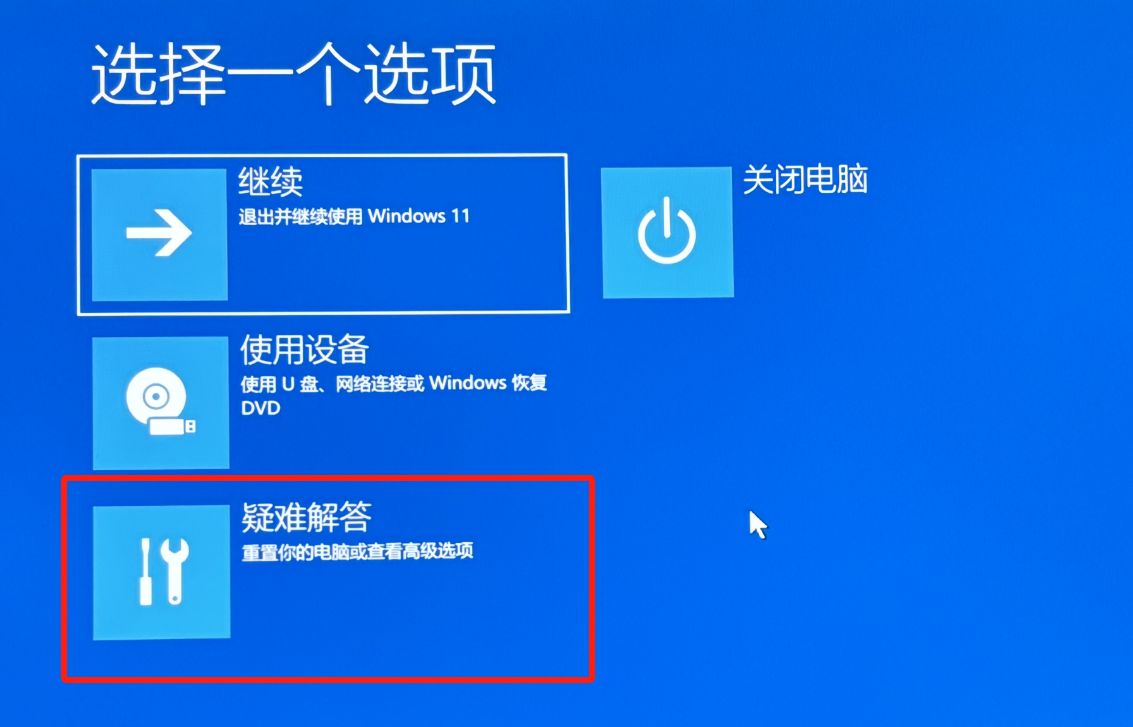 选择一个选项
继续
退出并继续使用 Windows 11
关闭电脑
使用设备
使用 U 盘、网络连接或 Windows 恢复
DVD
疑难解答
重置你的电脑或查看高级选项